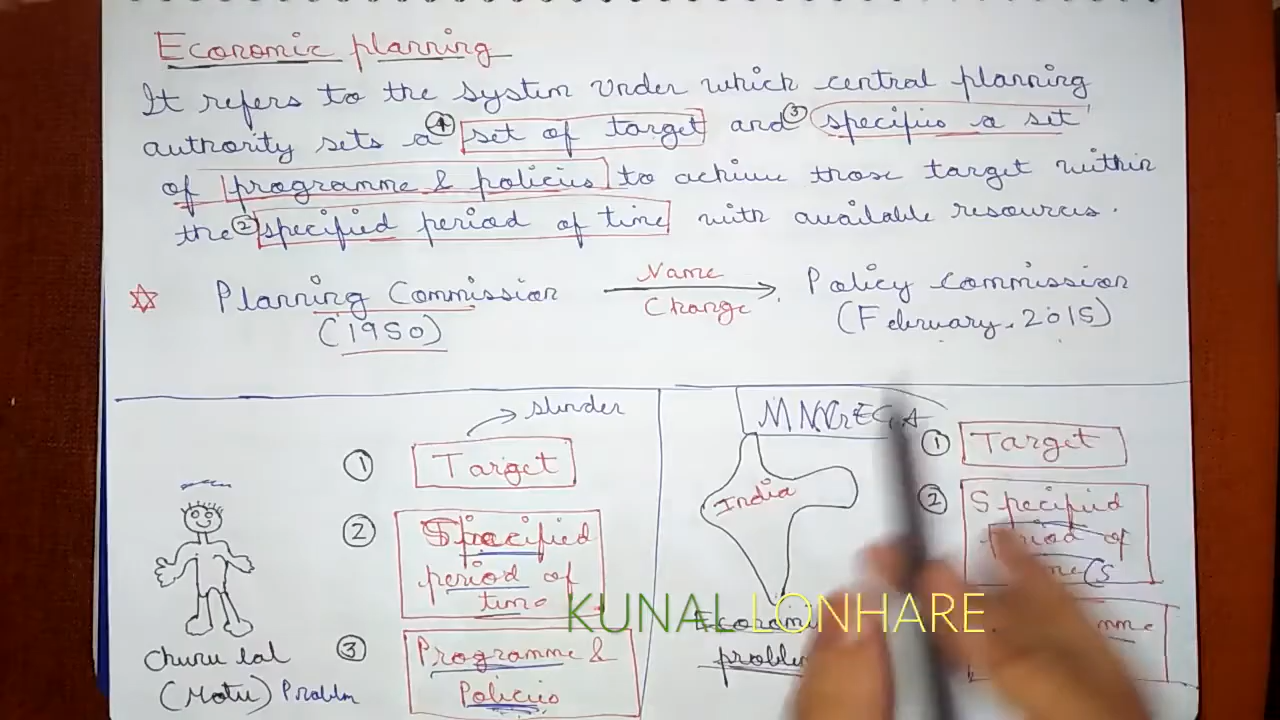 Economic planning
It refers to the system under which central planning
authority sets a ④ set of target and ③ specifies a set
of programme & policies to achieve those target within
the ② specified period of time with available resources.
Planning Commission Name Change Policy Commission
(1950) (February, 2015)
slender
① Target
② Specified
period of
time
③ Programme &
Policies
Churu lal
(Motu) Problem
India
Economic
① Target
② Specified
period of
KUNAL LONHARE